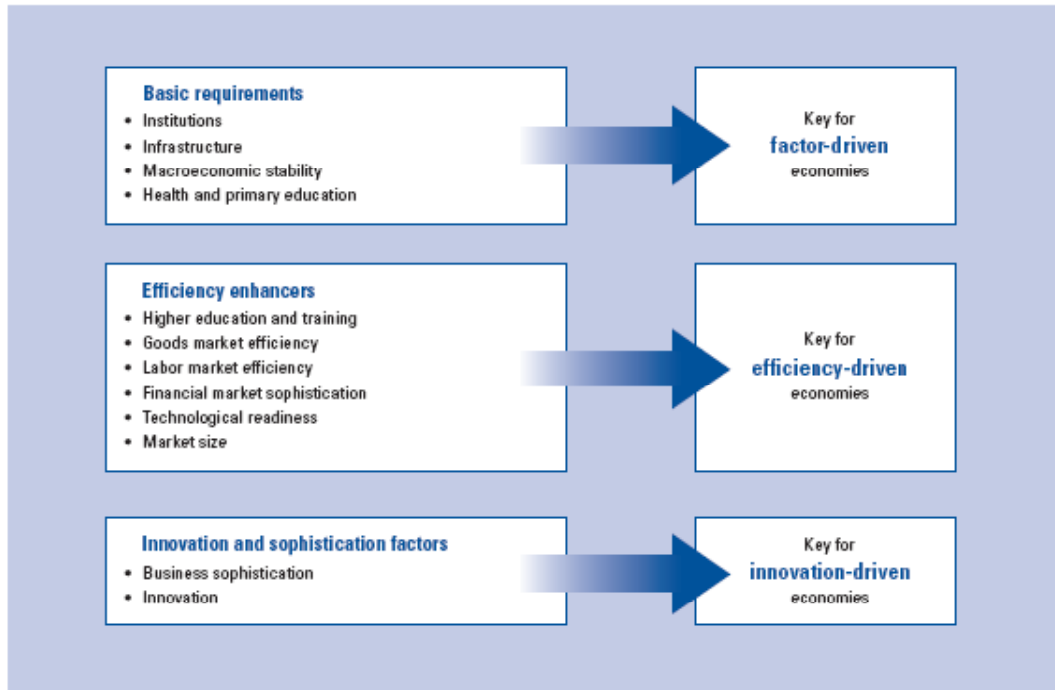 Basic requirements
• Institutions
• Infrastructure
• Macroeconomic stability
• Health and primary education
Key for
factor-driven
economies
Efficiency enhancers
• Higher education and training
• Goods market efficiency
• Labor market efficiency
• Financial market sophistication
• Technological readiness
• Market size
Key for
efficiency-driven
economies
Innovation and sophistication factors
• Business sophistication
• Innovation
Key for
innovation-driven
economies